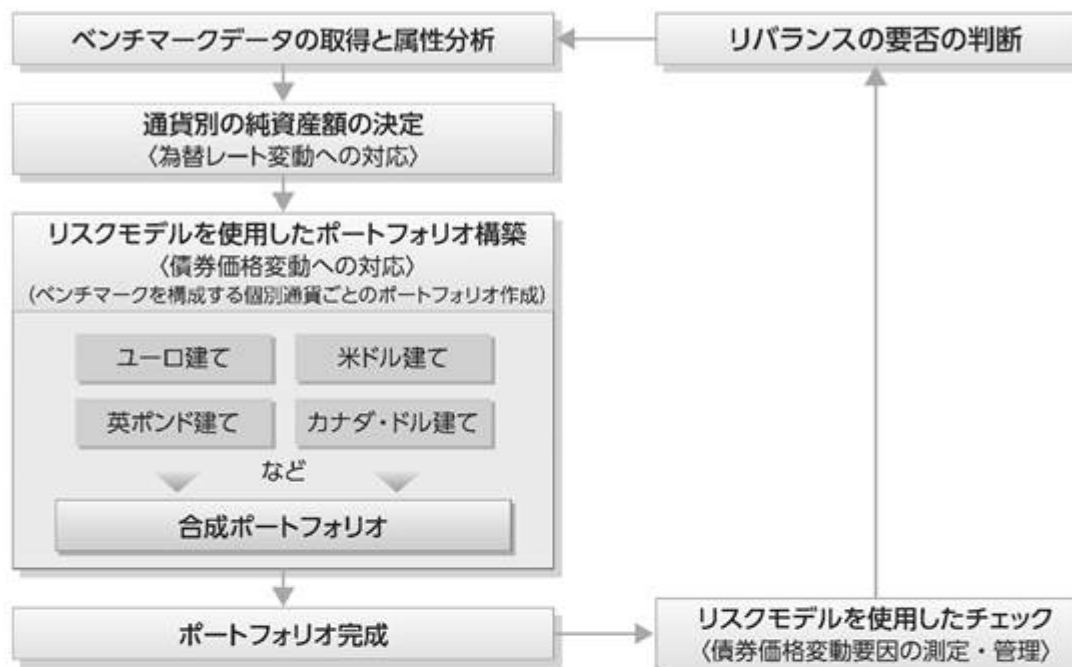 ベンチマークデータの取得と属性分析
リバランスの要否の判断
通貨別の純資産額の決定
〈為替レート変動への対応〉
リスクモデルを使用したポートフォリオ構築
〈債券価格変動への対応〉
(ベンチマークを構成する個別通貨ごとのポートフォリオ作成)
ユーロ建て
米ドル建て
英ポンド建て
カナダ・ドル建て
など
合成ポートフォリオ
ポートフォリオ完成
リスクモデルを使用したチェック
〈債券価格変動要因の測定・管理〉